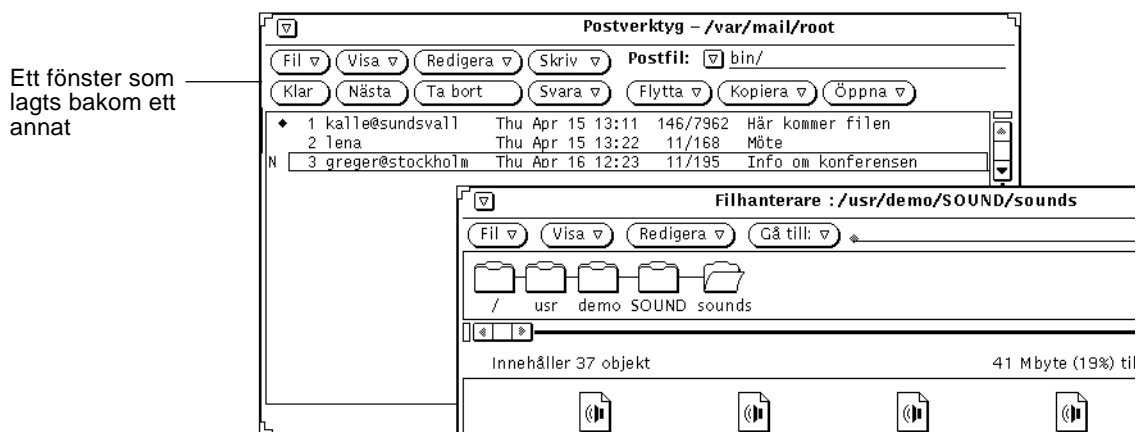 Ett fönster som
lagts bakom ett
annat
Postverktyg – /var/mail/root
Fil Visa Redigera Skriv Postfil: bin/
Klar Nästa Ta bort Svara Flytta Kopiera Öppna
1 kalle@sundsvall Thu Apr 15 13:11 146/7962 Här kommer filen
2 lena Thu Apr 15 13:22 11/168 Möte
N 3 greger@stockholm Thu Apr 16 12:23 11/195 Info om konferensen
Filhanterare : /usr/demo/SOUND/sounds
Fil Visa Redigera Gå till:
/ usr demo SOUND sounds
Innehåller 37 objekt 41 Mbyte (19%) til